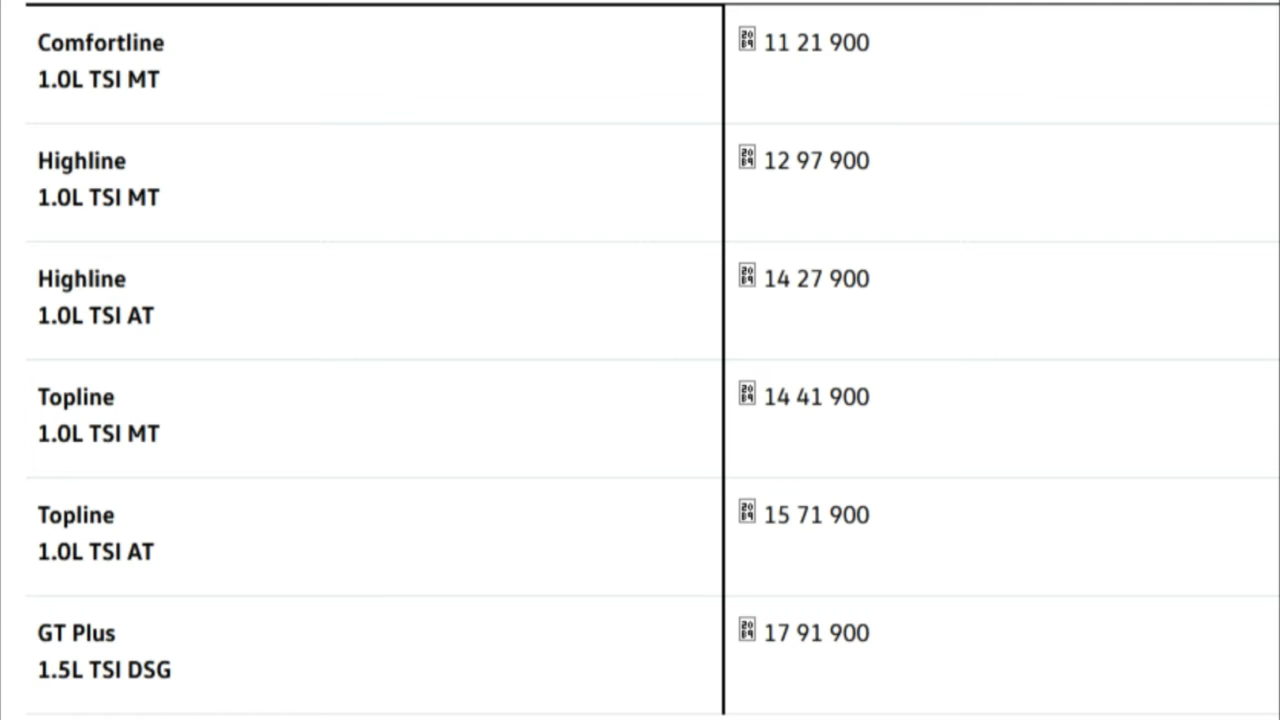 Comfortline
1.0L TSI MT
₹ 11 21 900
Highline
1.0L TSI MT
₹ 12 97 900
Highline
1.0L TSI AT
₹ 14 27 900
Topline
1.0L TSI MT
₹ 14 41 900
Topline
1.0L TSI AT
₹ 15 71 900
GT Plus
1.5L TSI DSG
₹ 17 91 900